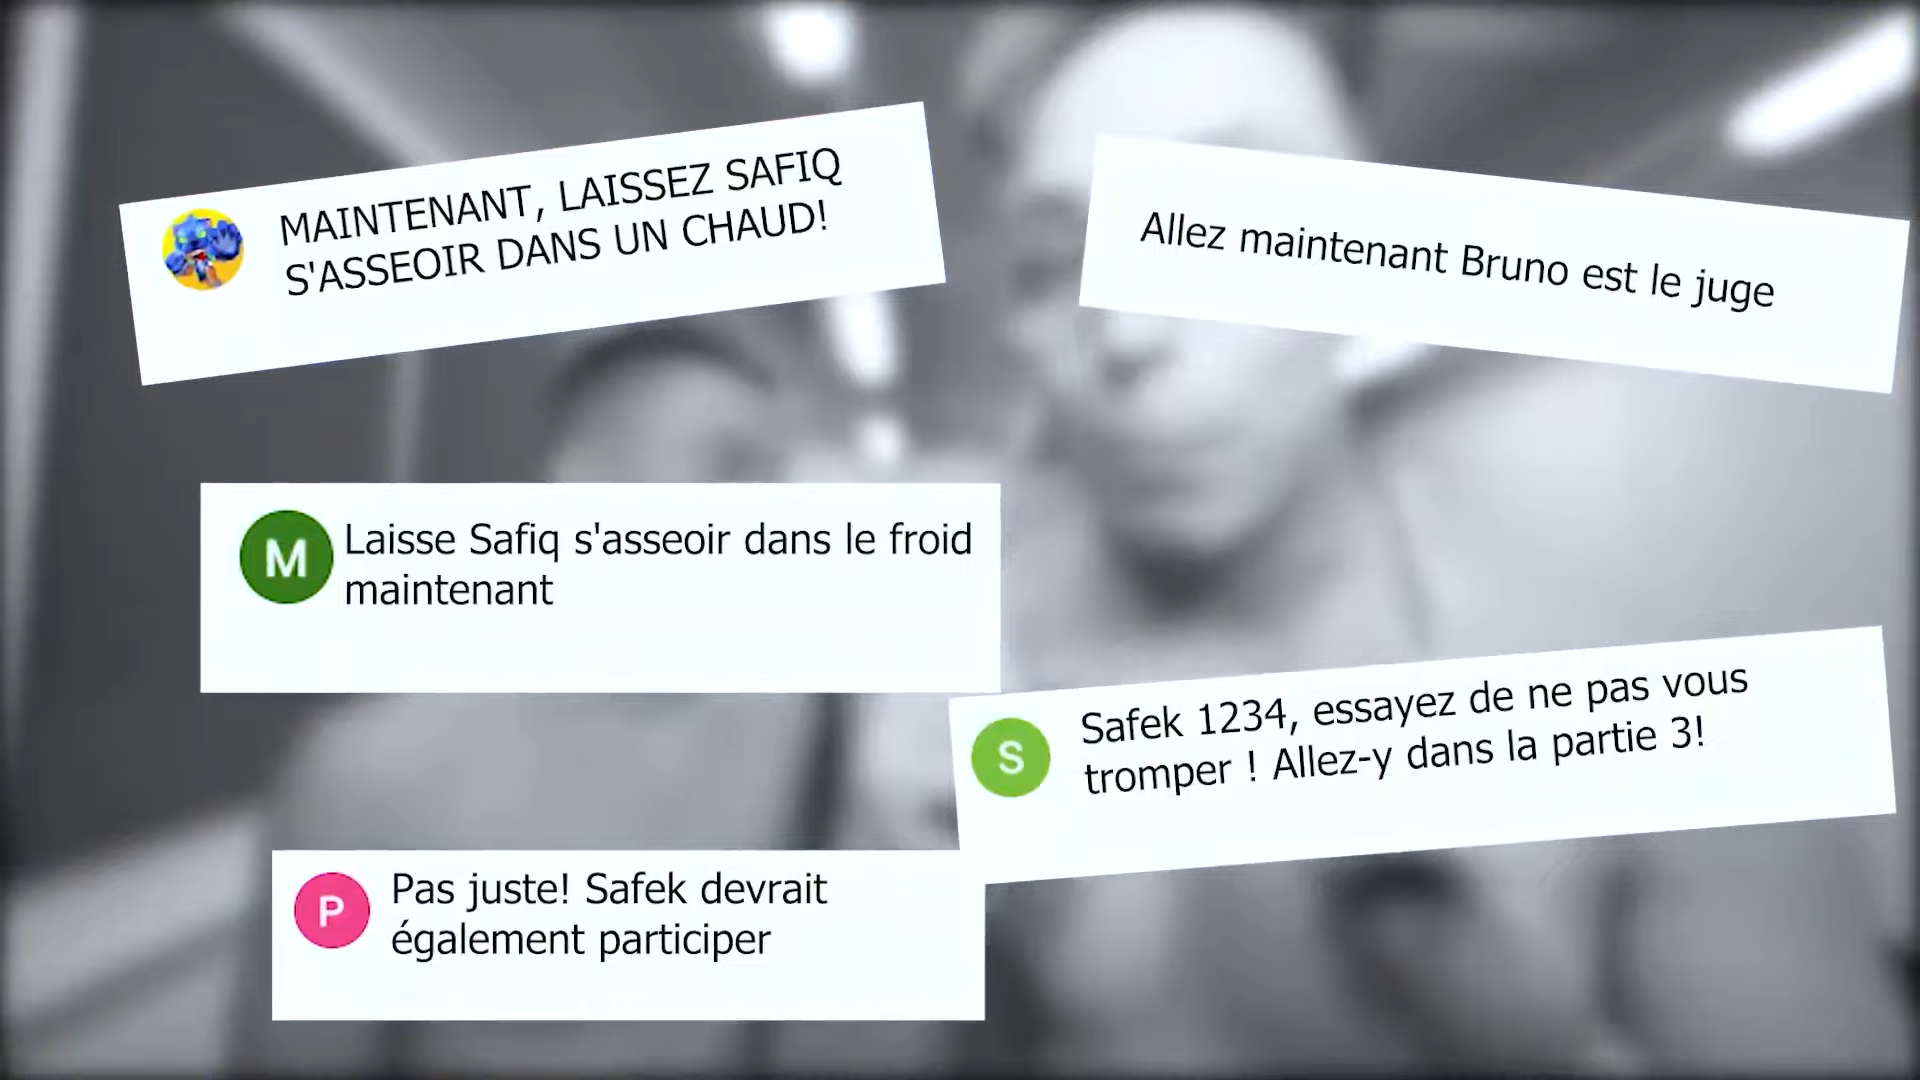 MAINTENANT, LAISSEZ SAFIQ
S'ASSEOIR DANS UN CHAUD!
Allez maintenant Bruno est le juge
M
Laisse Safiq s'asseoir dans le froid
maintenant
S
Safek 1234, essayez de ne pas vous
tromper ! Allez-y dans la partie 3!
P
Pas juste! Safek devrait
également participer